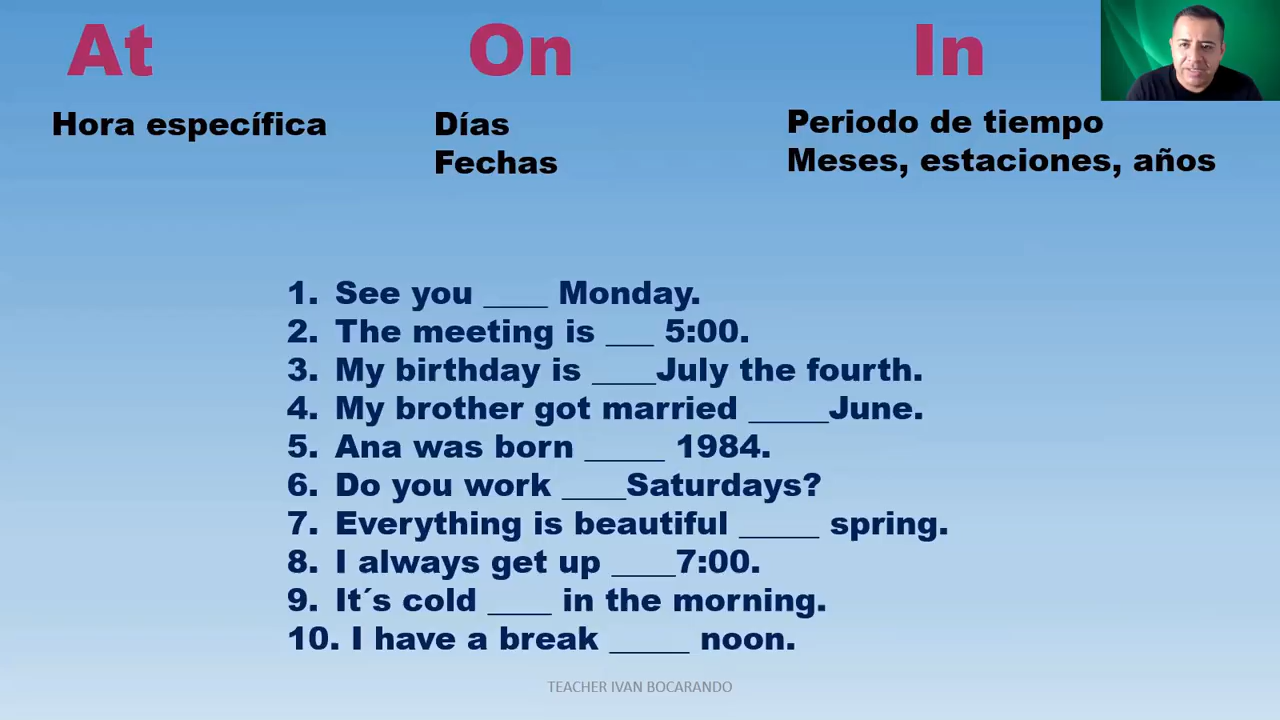 At On In
Hora específica
Días
Fechas
Periodo de tiempo
Meses, estaciones, años
1. See you ____ Monday.
2. The meeting is ___ 5:00.
3. My birthday is ____July the fourth.
4. My brother got married _____June.
5. Ana was born _____ 1984.
6. Do you work ____Saturdays?
7. Everything is beautiful _____ spring.
8. I always get up ____7:00.
9. It´s cold ____ in the morning.
10. I have a break _____ noon.
TEACHER IVAN BOCARANDO